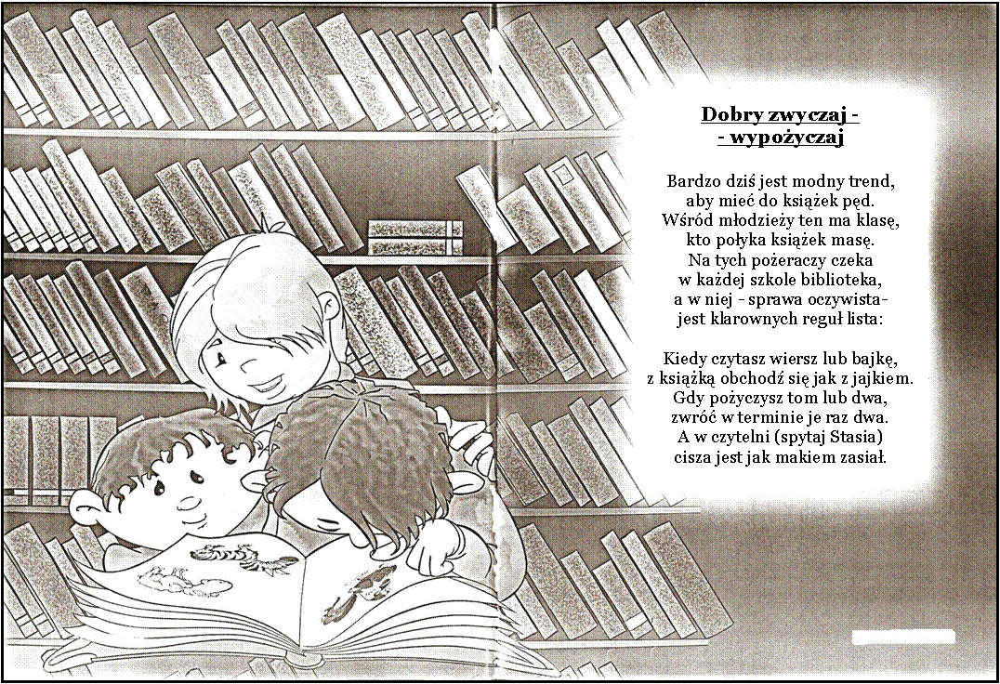 Dobry zwyczaj -
- wypożyczaj
Bardzo dziś jest modny trend,
aby mieć do książek pęd.
Wśród młodzieży ten ma klasę,
kto połyka książek masę.
Na tych pożeraczy czeka
w każdej szkole biblioteka,
a w niej - sprawa oczywista-
jest klarownych reguł lista:
Kiedy czytasz wiersz lub bajkę,
z książką obchodź się jak z jajkiem.
Gdy pożyczysz tom lub dwa,
zwróć w terminie je raz dwa.
A w czytelni (spytaj Stasia)
cisza jest jak makiem zasiał.